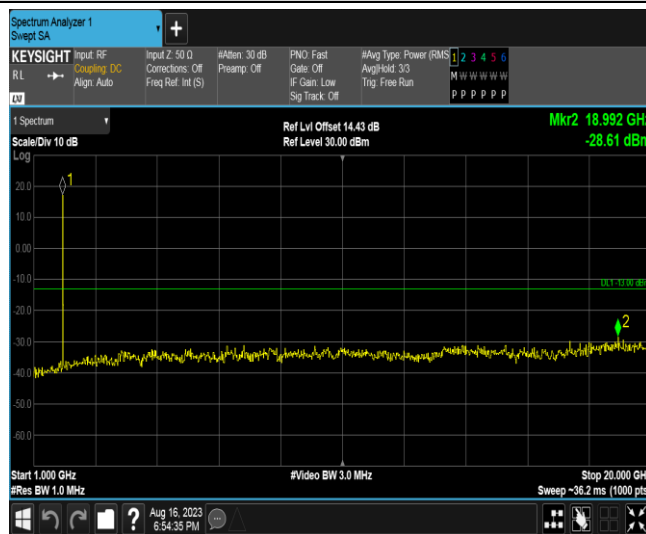 Spectrum Analyzer 1
Swept SA
+
KEYSIGHT Input: RF Input Z: 50 Ω #Atten: 30 dB PNO: Fast #Avg Type: Power (RMS 1 2 3 4 5 6
RL Coupling: DC Corrections: Off Preamp: Off Gate: Off Avg|Hold: 3/3 M W W W W W
Align: Auto Freq Ref: Int (S) IF Gain: Low Trig: Free Run
Sig Track: Off P P P P P P
LXI
1 Spectrum Ref Lvl Offset 14.43 dB Mkr2 18.992 GHz
Scale/Div 10 dB Ref Level 30.00 dBm -28.61 dBm
Log
1
20.0
10.0
0.00
-10.0
DL1 -13.00 dBm
-20.0
2
-30.0
-40.0
-50.0
-60.0
Start 1.000 GHz #Video BW 3.0 MHz Stop 20.000 GH
#Res BW 1.0 MHz Sweep ~36.2 ms (1000 pts
? Aug 16, 2023
6:54:35 PM